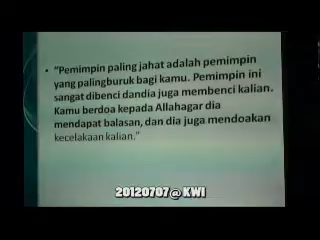 • "Pemimpin paling jahat adalah pemimpin
yang palingburuk bagi kamu. Pemimpin ini
sangat dibenci dandia juga membenci kalian.
Kamu berdoa kepada Allahagar dia
mendapat balasan, dan dia juga mendoakan
kecelakaan kalian."
20120707@KWI